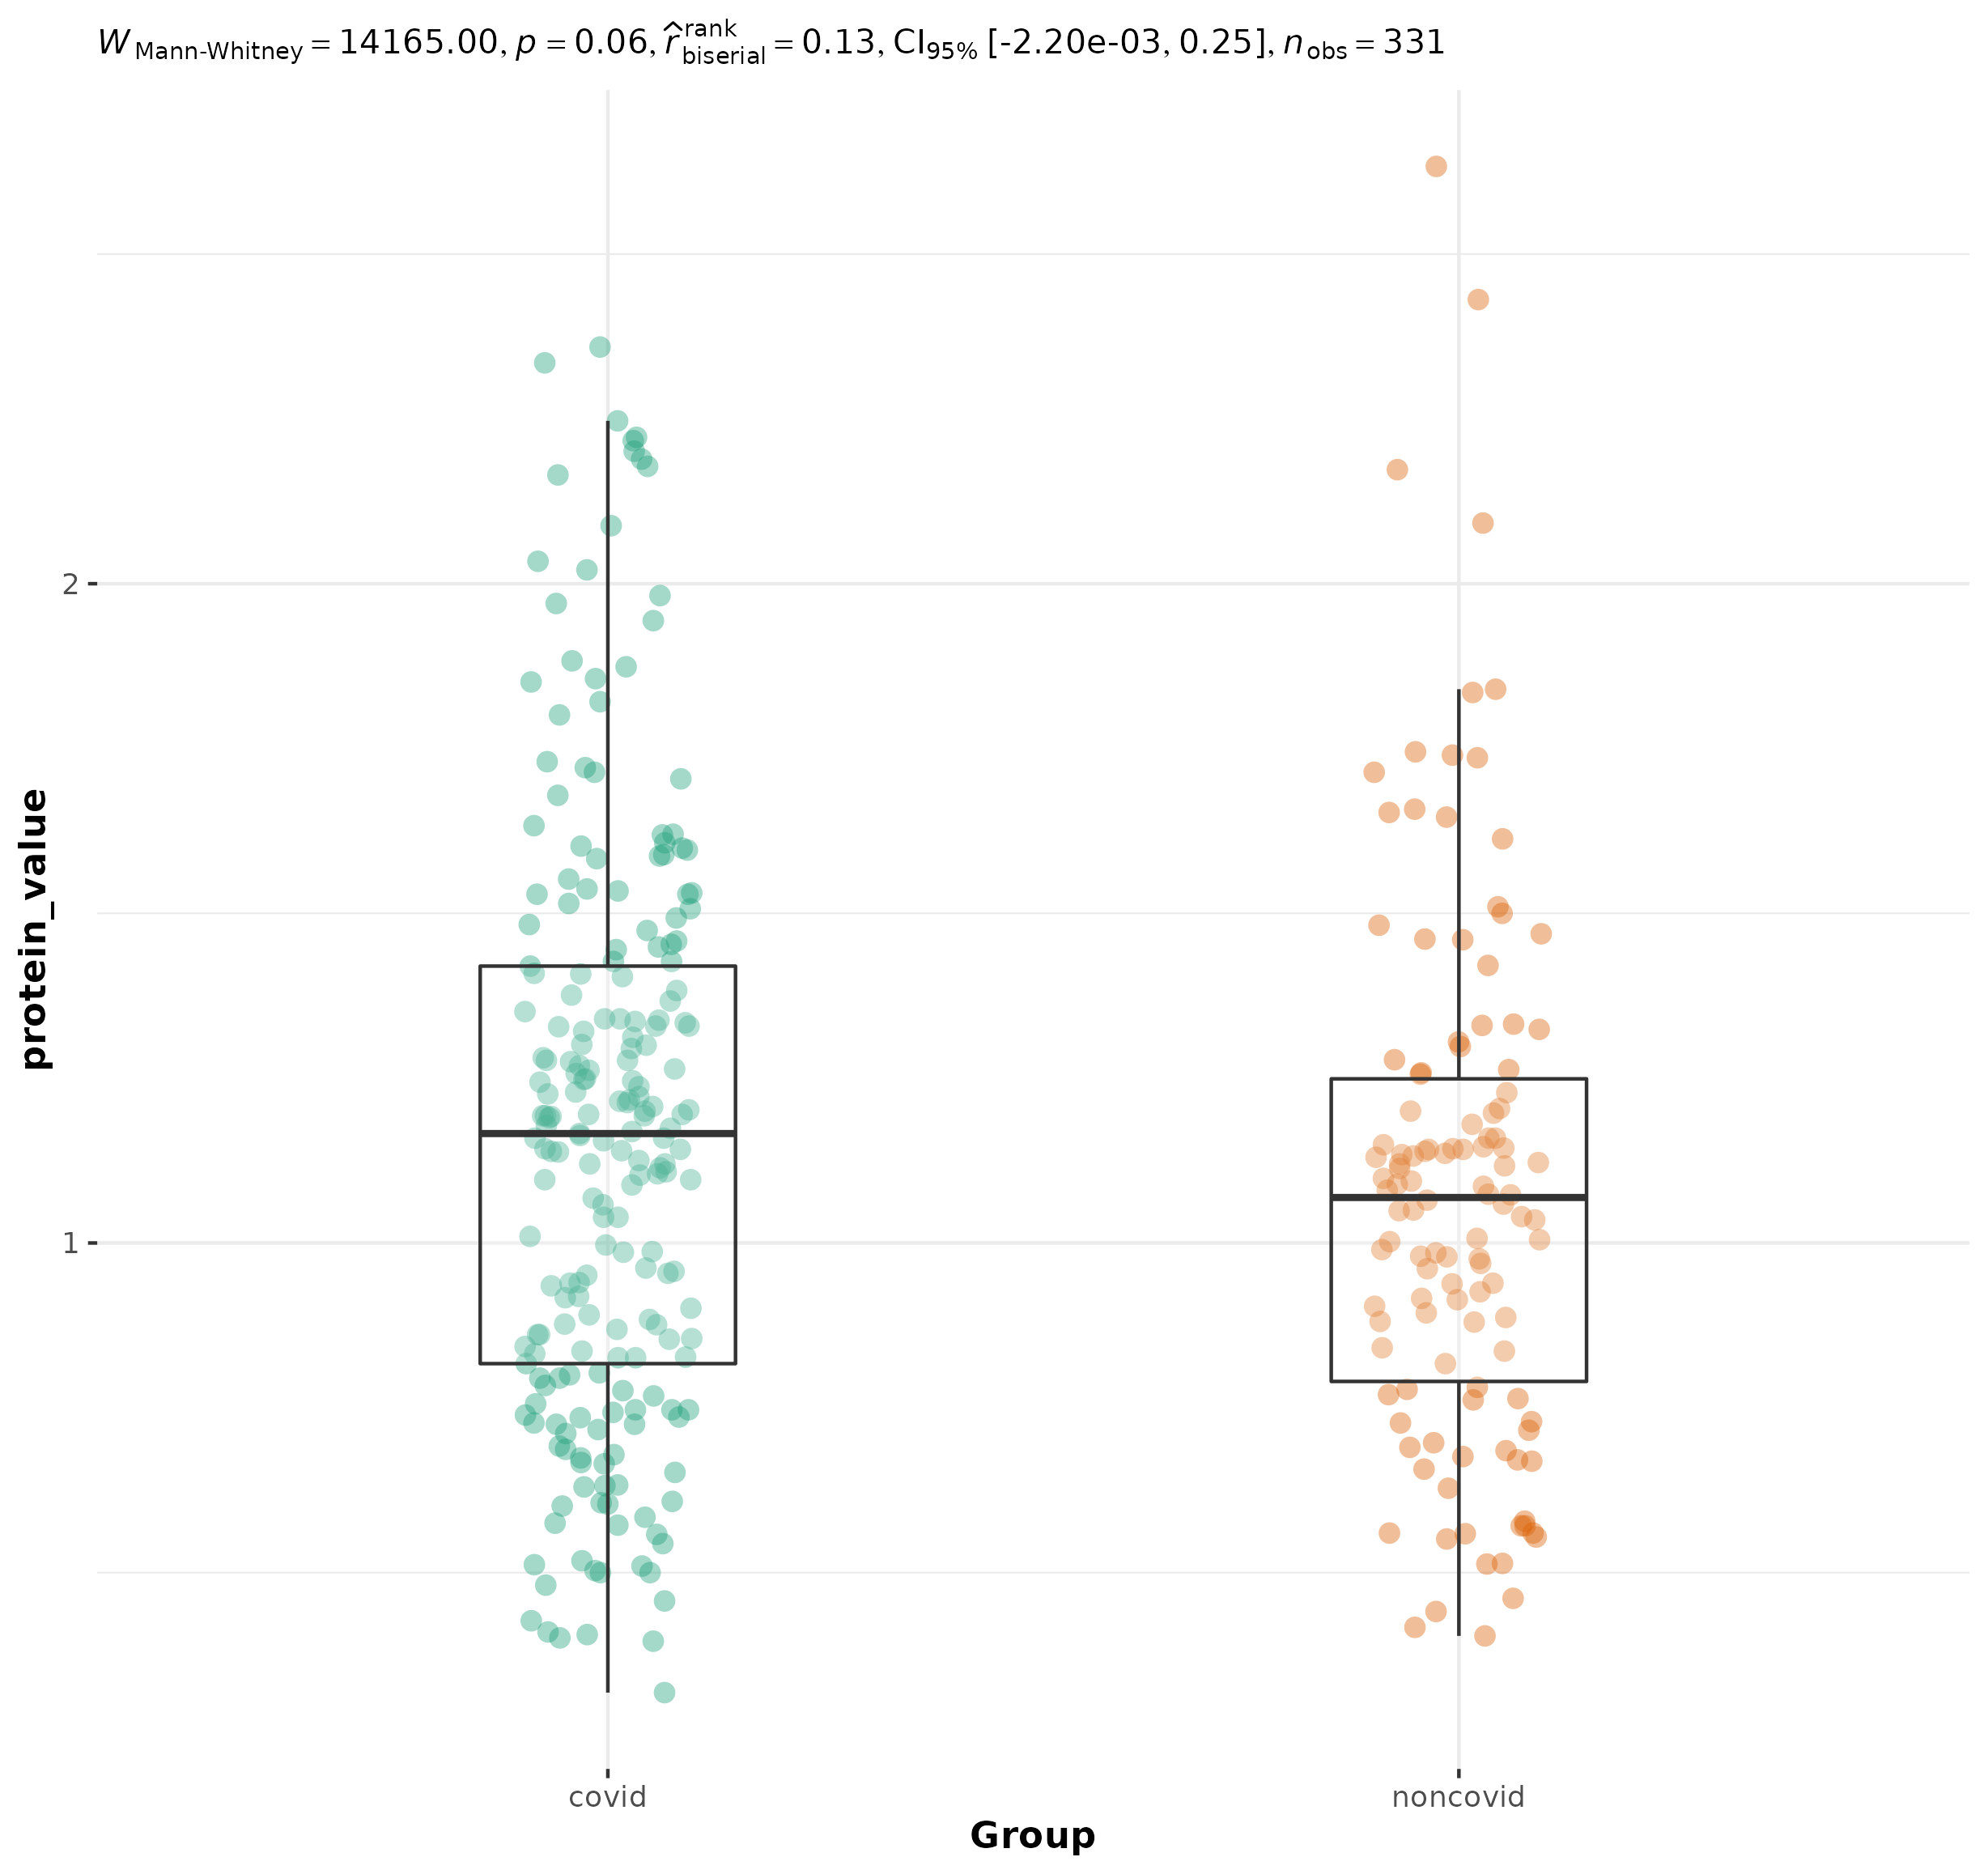 W Mann-Whitney = 14165.00, p = 0.06, r̂ rank biserial = 0.13, CI95% [-2.20e-03, 0.25], nobs = 331
protein_value
2
1
covid noncovid
Group